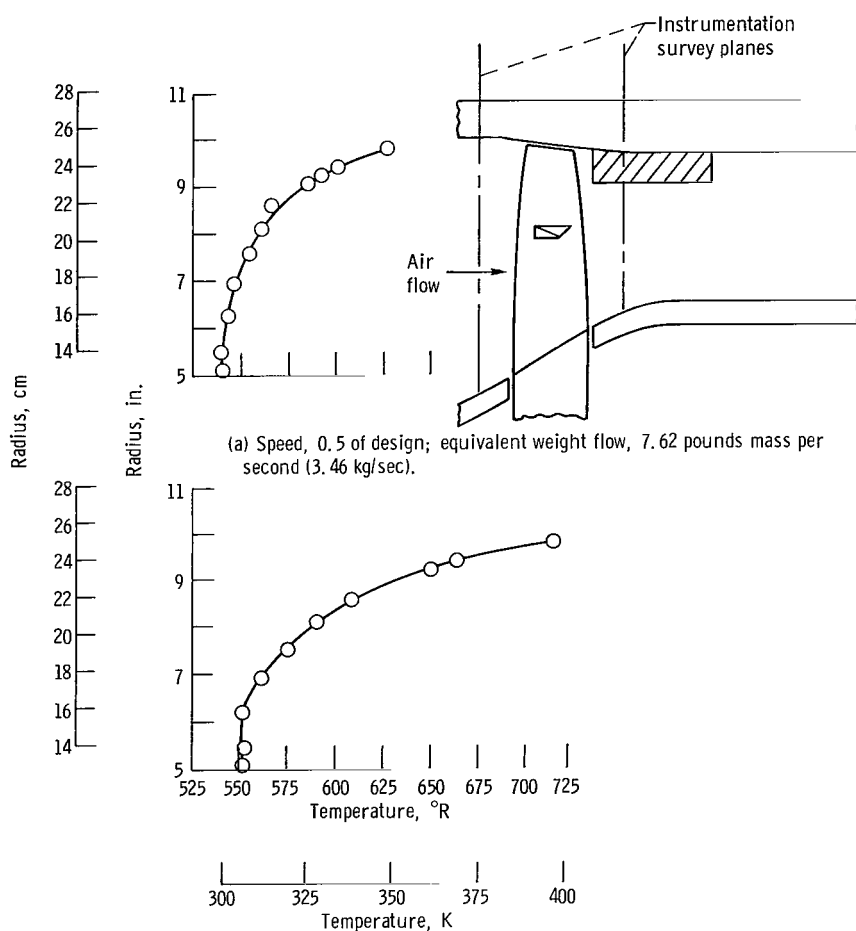 Instrumentation
survey planes
28
26
24
22
20
18
16
14
Radius, cm
11
9
7
5
Radius, in.
Air
flow
(a) Speed, 0.5 of design; equivalent weight flow, 7.62 pounds mass per
second (3.46 kg/sec).
28
26
24
22
20
18
16
14
11
9
7
5
525 550 575 600 625 650 675 700 725
Temperature, °R
300 325 350 375 400
Temperature, K